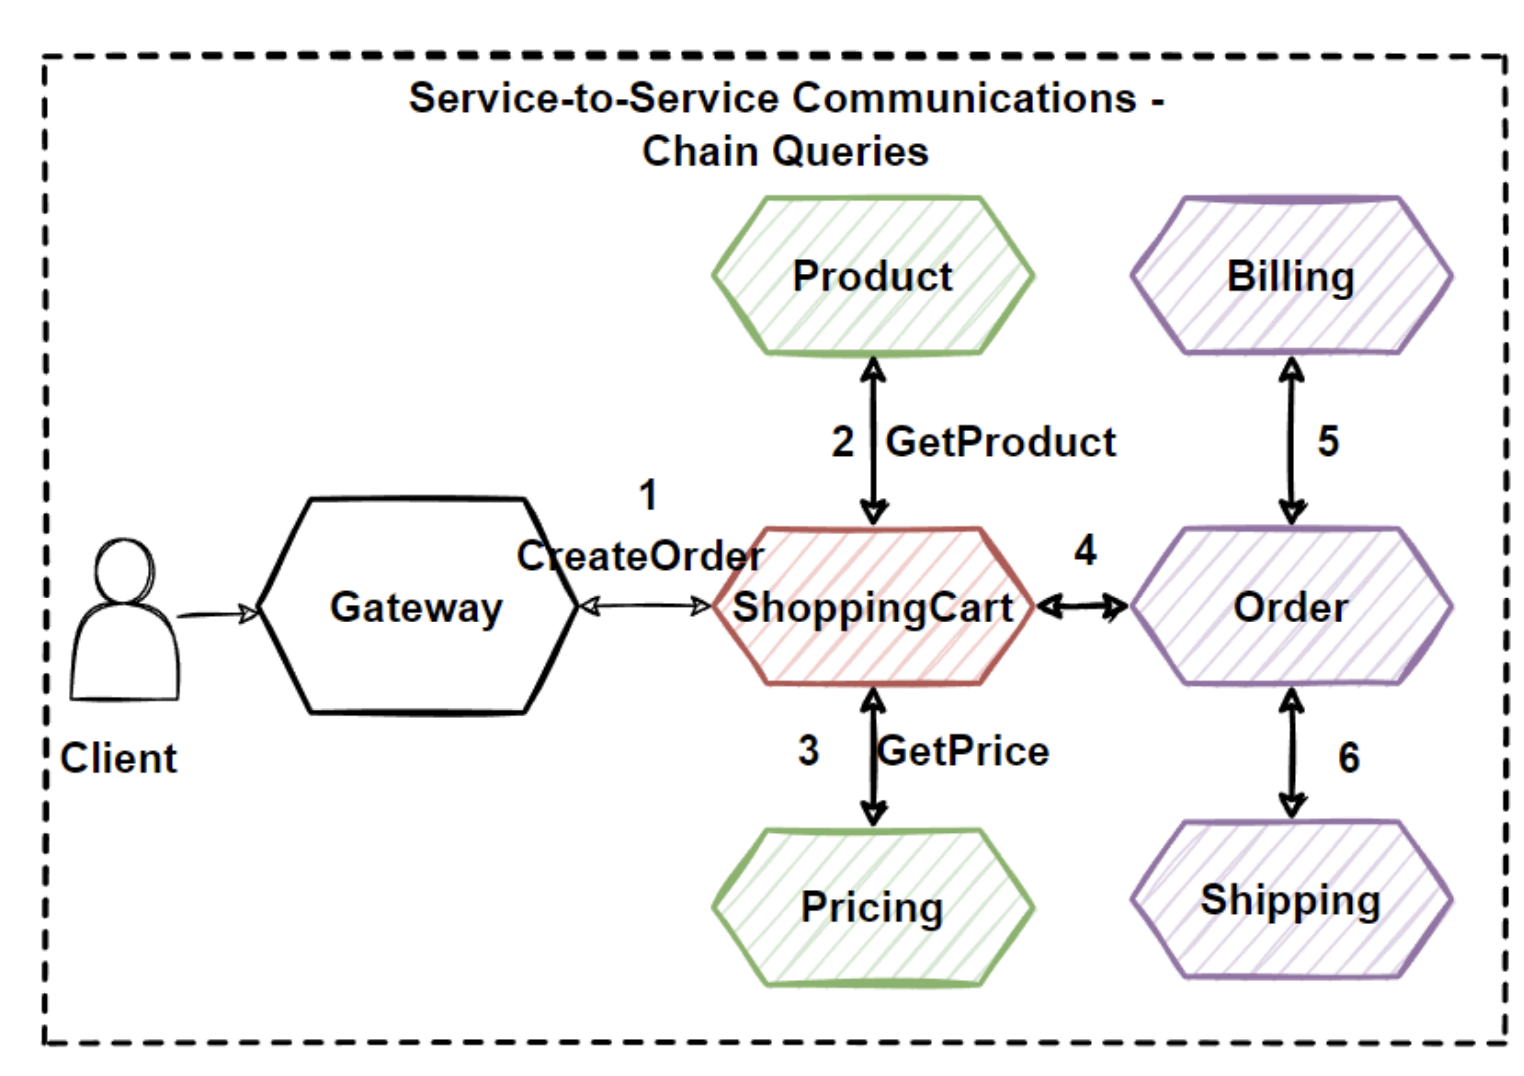 Service-to-Service Communications -
Chain Queries
Product
Billing
2 GetProduct
5
1
CreateOrder
4
Gateway
ShoppingCart
Order
3 GetPrice
6
Client
Pricing
Shipping